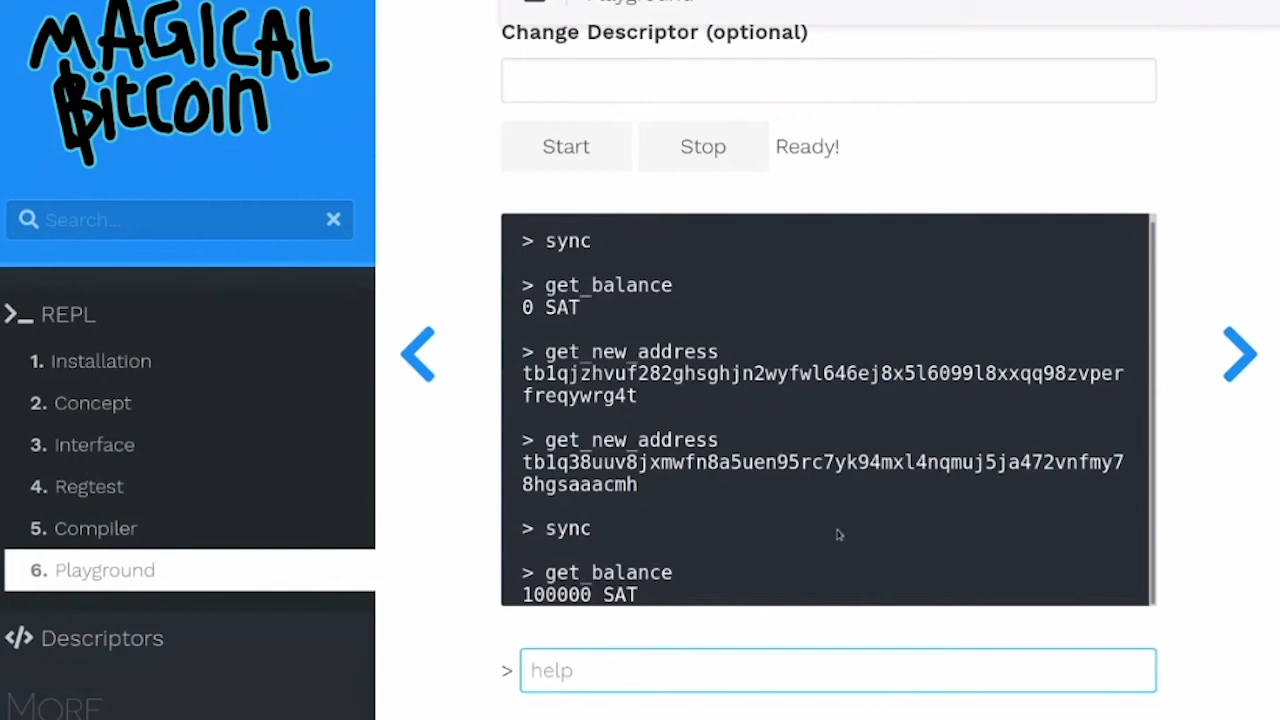 MAGICAL
Bitcoin
Search...
REPL
1. Installation
2. Concept
3. Interface
4. Regtest
5. Compiler
6. Playground
Descriptors
MORE
Playground
Change Descriptor (optional)
Start
Stop
Ready!
> sync
> get_balance
0 SAT
> get_new_address
tb1qjzhvuf282ghsghjn2wyfwl646ej8x5l6099l8xxqq98zvper
freqywrg4t
> get_new_address
tb1q38uuv8jxmwfn8a5uen95rc7yk94mxl4nqmuj5ja472vnfmy7
8hgsaaacmh
> sync
> get_balance
100000 SAT
> help